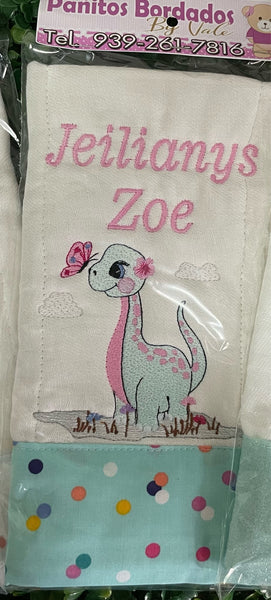 Pañitos Bordados
By Vale
Tel. 939-261-7816
Jeilianys
Zoe